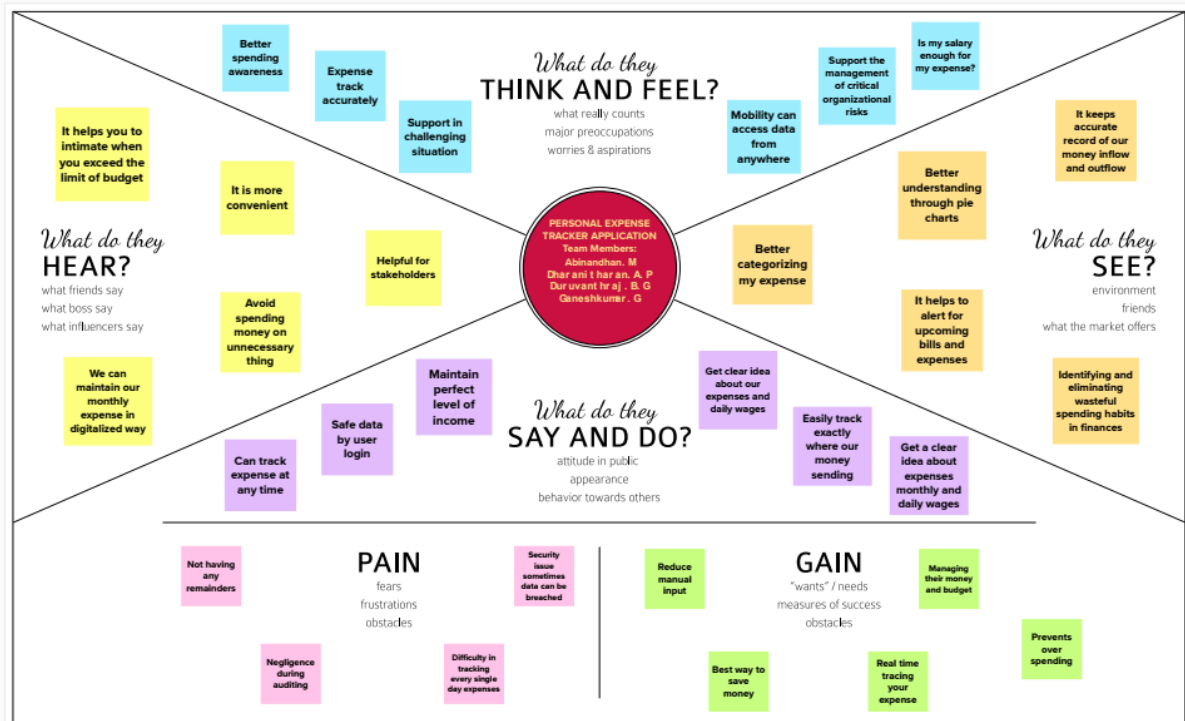 What do they
THINK AND FEEL?
what really counts
major preoccupations
worries & aspirations
Better
spending
awareness
Expense
track
accurately
Support in
challenging
situation
Mobility can
access data
from
anywhere
Support the
management
of critical
organizational
risks
Is my salary
enough for
my expense?
What do they
HEAR?
what friends say
what boss say
what influencers say
It helps you to
intimate when
you exceed the
limit of budget
It is more
convenient
Helpful for
stakeholders
Avoid
spending
money on
unnecessary
thing
We can
maintain our
monthly
expense in
digitalized way
PERSONAL EXPENSE
TRACKER APPLICATION
Team Members:
Abinandhan. M
Dharanitharan. A. P
Duruvanthraj. B. G
Ganeshkumar. G
What do they
SEE?
environment
friends
what the market offers
It keeps
accurate
record of our
money inflow
and outflow
Better
understanding
through pie
charts
Better
categorizing
my expense
It helps to
alert for
upcoming
bills and
expenses
Identifying and
eliminating
wasteful
spending habits
in finances
What do they
SAY AND DO?
attitude in public
appearance
behavior towards others
Can track
expense at
any time
Safe data
by user
login
Maintain
perfect
level of
income
Get clear idea
about our
expenses and
daily wages
Easily track
exactly
where our
money
sending
Get a clear
idea about
expenses
monthly and
daily wages
PAIN
fears
frustrations
obstacles
Not having
any
remainders
Security
issue
sometimes
data can be
breached
Negligence
during
auditing
Difficulty in
tracking
every single
day expenses
GAIN
“wants” / needs
measures of success
obstacles
Reduce
manual
input
Managing
their money
and budget
Prevents
over
spending
Best way to
save
money
Real time
tracing
your
expense